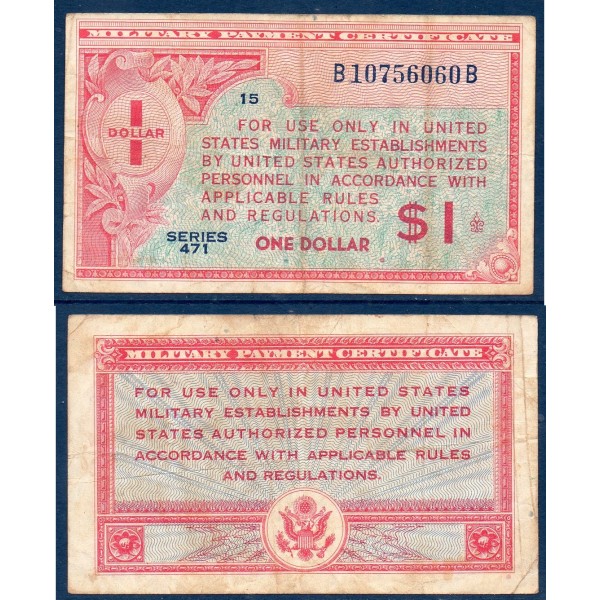 MILITARY PAYMENT CERTIFICATE
B10756060B
15
1
DOLLAR
FOR USE ONLY IN UNITED
STATES MILITARY ESTABLISHMENTS
BY UNITED STATES AUTHORIZED
PERSONNEL IN ACCORDANCE WITH
APPLICABLE RULES
AND REGULATIONS.
$1
SERIES
471
ONE DOLLAR
MILITARY PAYMENT CERTIFICATE
FOR USE ONLY IN UNITED STATES
MILITARY ESTABLISHMENTS BY UNITED
STATES AUTHORIZED PERSONNEL IN
ACCORDANCE WITH APPLICABLE RULES
AND REGULATIONS.